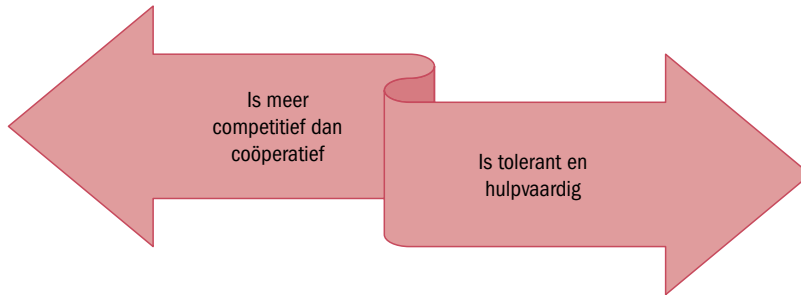 Is meer
competitief dan
coöperatief
Is tolerant en
hulpvaardig